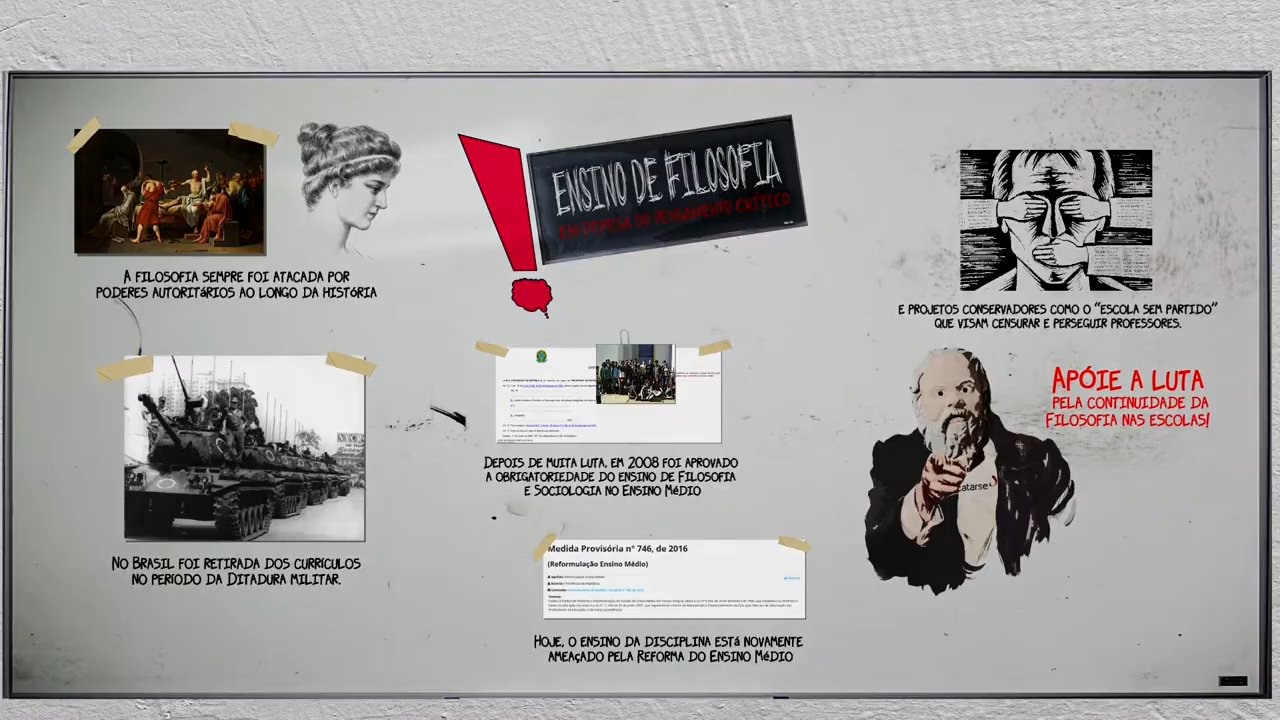 ENSINO DE FILOSOFIA
EM DEFESA DO PENSAMENTO CRÍTICO
A FILOSOFIA SEMPRE FOI ATACADA POR
PODERES AUTORITÁRIOS AO LONGO DA HISTÓRIA
NO BRASIL FOI RETIRADA DOS CURRÍCULOS
NO PERÍODO DA DITADURA MILITAR.
DEPOIS DE MUITA LUTA, EM 2008 FOI APROVADO
A OBRIGATORIEDADE DO ENSINO DE FILOSOFIA
E SOCIOLOGIA NO ENSINO MÉDIO
Medida Provisória nº 746, de 2016
(Reformulação Ensino Médio)
HOJE, O ENSINO DA DISCIPLINA ESTÁ NOVAMENTE
AMEAÇADO PELA REFORMA DO ENSINO MÉDIO
E PROJETOS CONSERVADORES COMO O "ESCOLA SEM PARTIDO"
QUE VISAM CENSURAR E PERSEGUIR PROFESSORES.
APÓIE A LUTA
PELA CONTINUIDADE DA
FILOSOFIA NAS ESCOLAS!
catarse